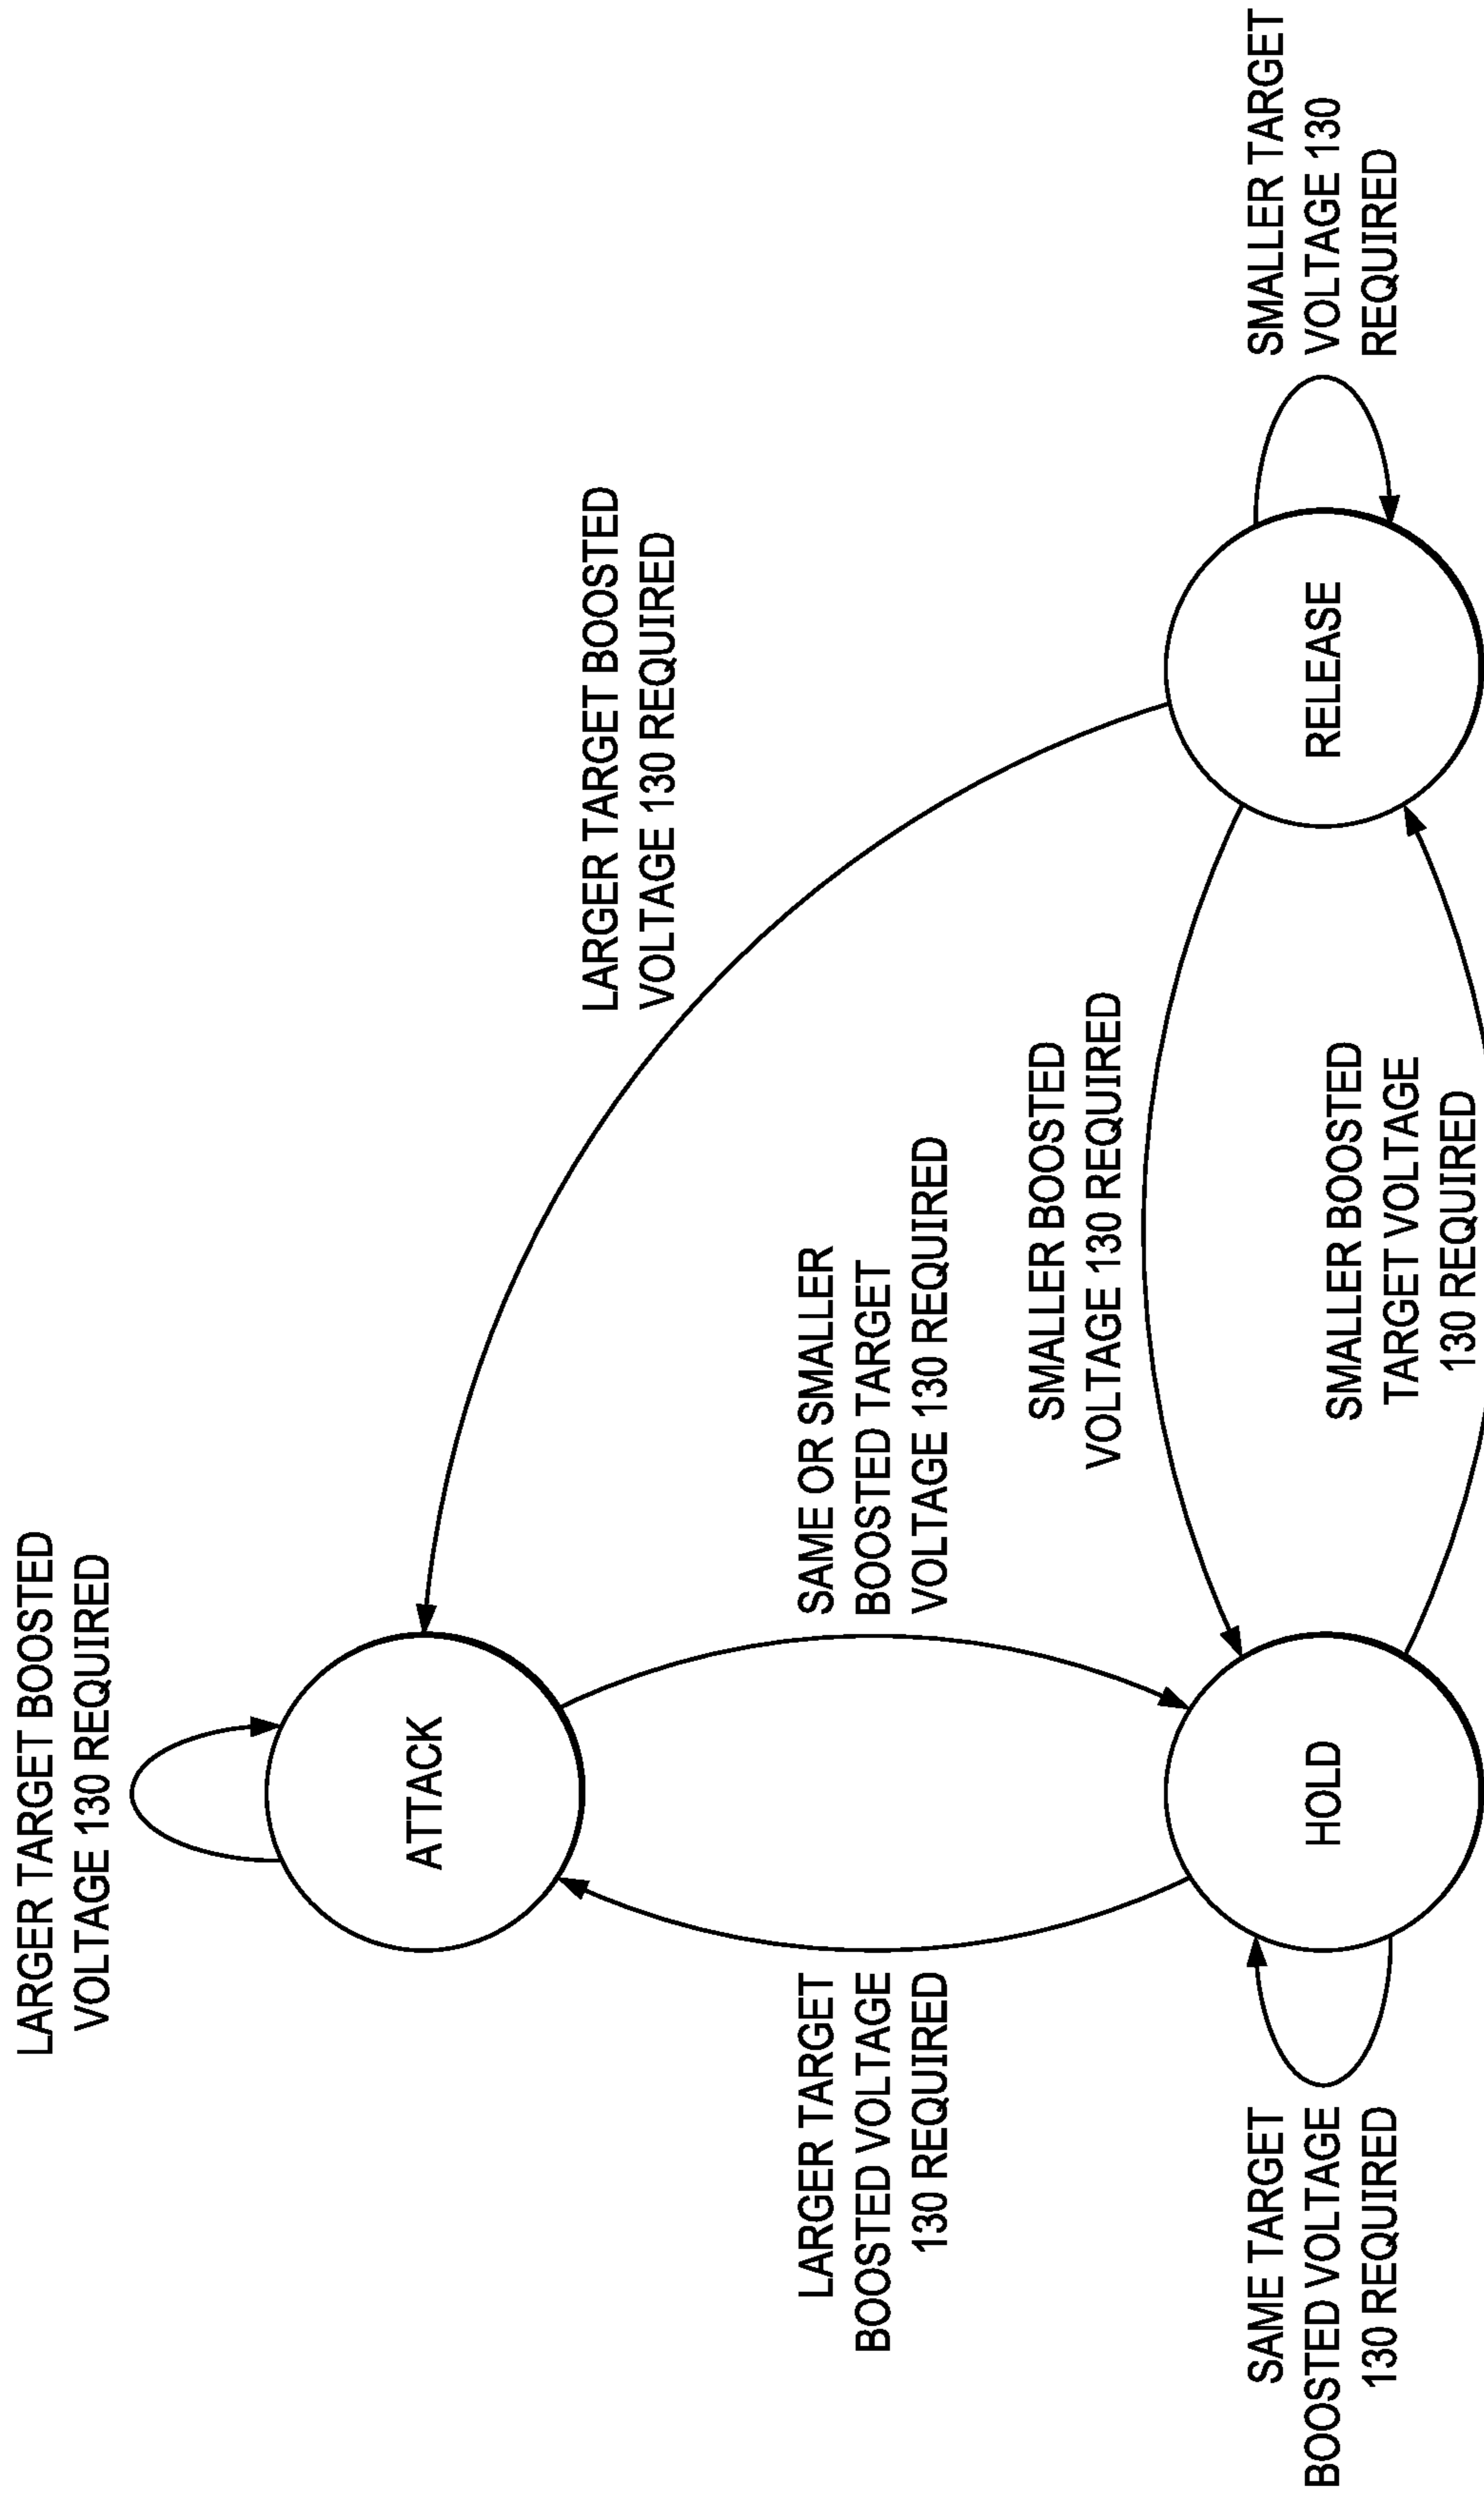 LARGER TARGET BOOSTED
VOLTAGE 130 REQUIRED
ATTACK
LARGER TARGET BOOSTED
VOLTAGE 130 REQUIRED
LARGER TARGET
BOOSTED VOLTAGE
130 REQUIRED
SAME OR SMALLER
BOOSTED TARGET
VOLTAGE 130 REQUIRED
SMALLER BOOSTED
VOLTAGE 130 REQUIRED
SAME TARGET
BOOSTED VOLTAGE
130 REQUIRED
HOLD
SMALLER BOOSTED
TARGET VOLTAGE
130 REQUIRED
RELEASE
SMALLER TARGET
VOLTAGE 130
REQUIRED